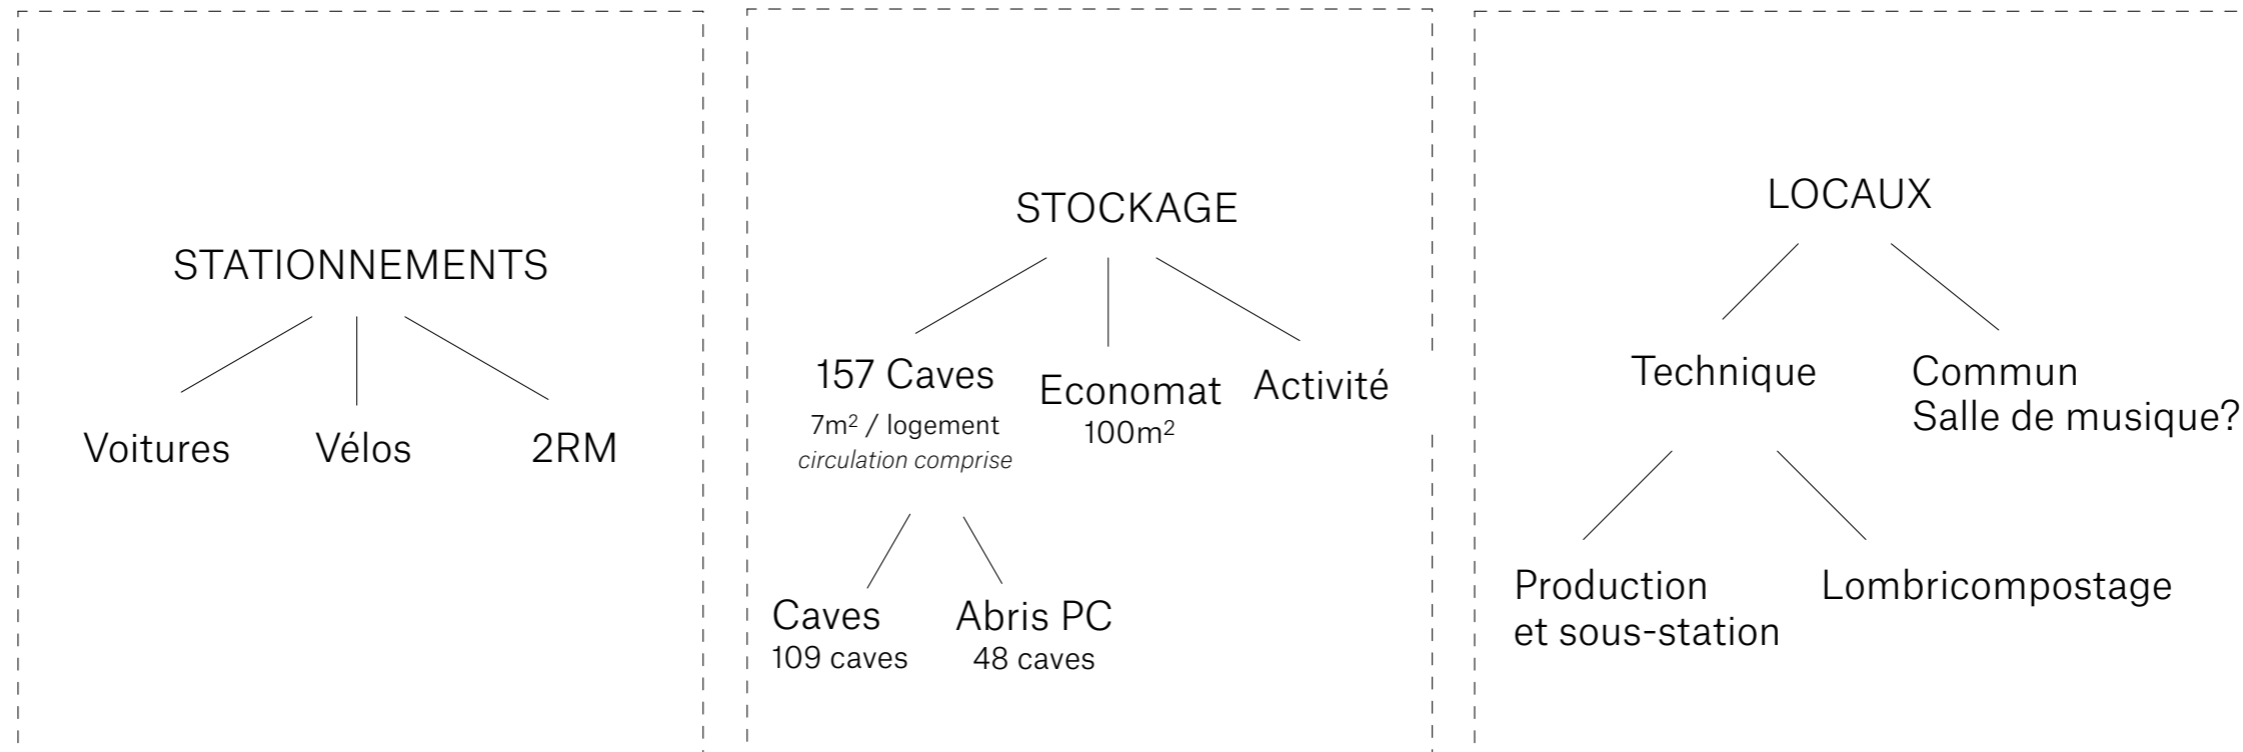 STATIONNEMENTS
Voitures
Vélos
2RM
STOCKAGE
157 Caves
7m² / logement
circulation comprise
Economat
100m²
Activité
Caves
109 caves
Abris PC
48 caves
LOCAUX
Technique
Commun
Salle de musique?
Production
et sous-station
Lombricompostage